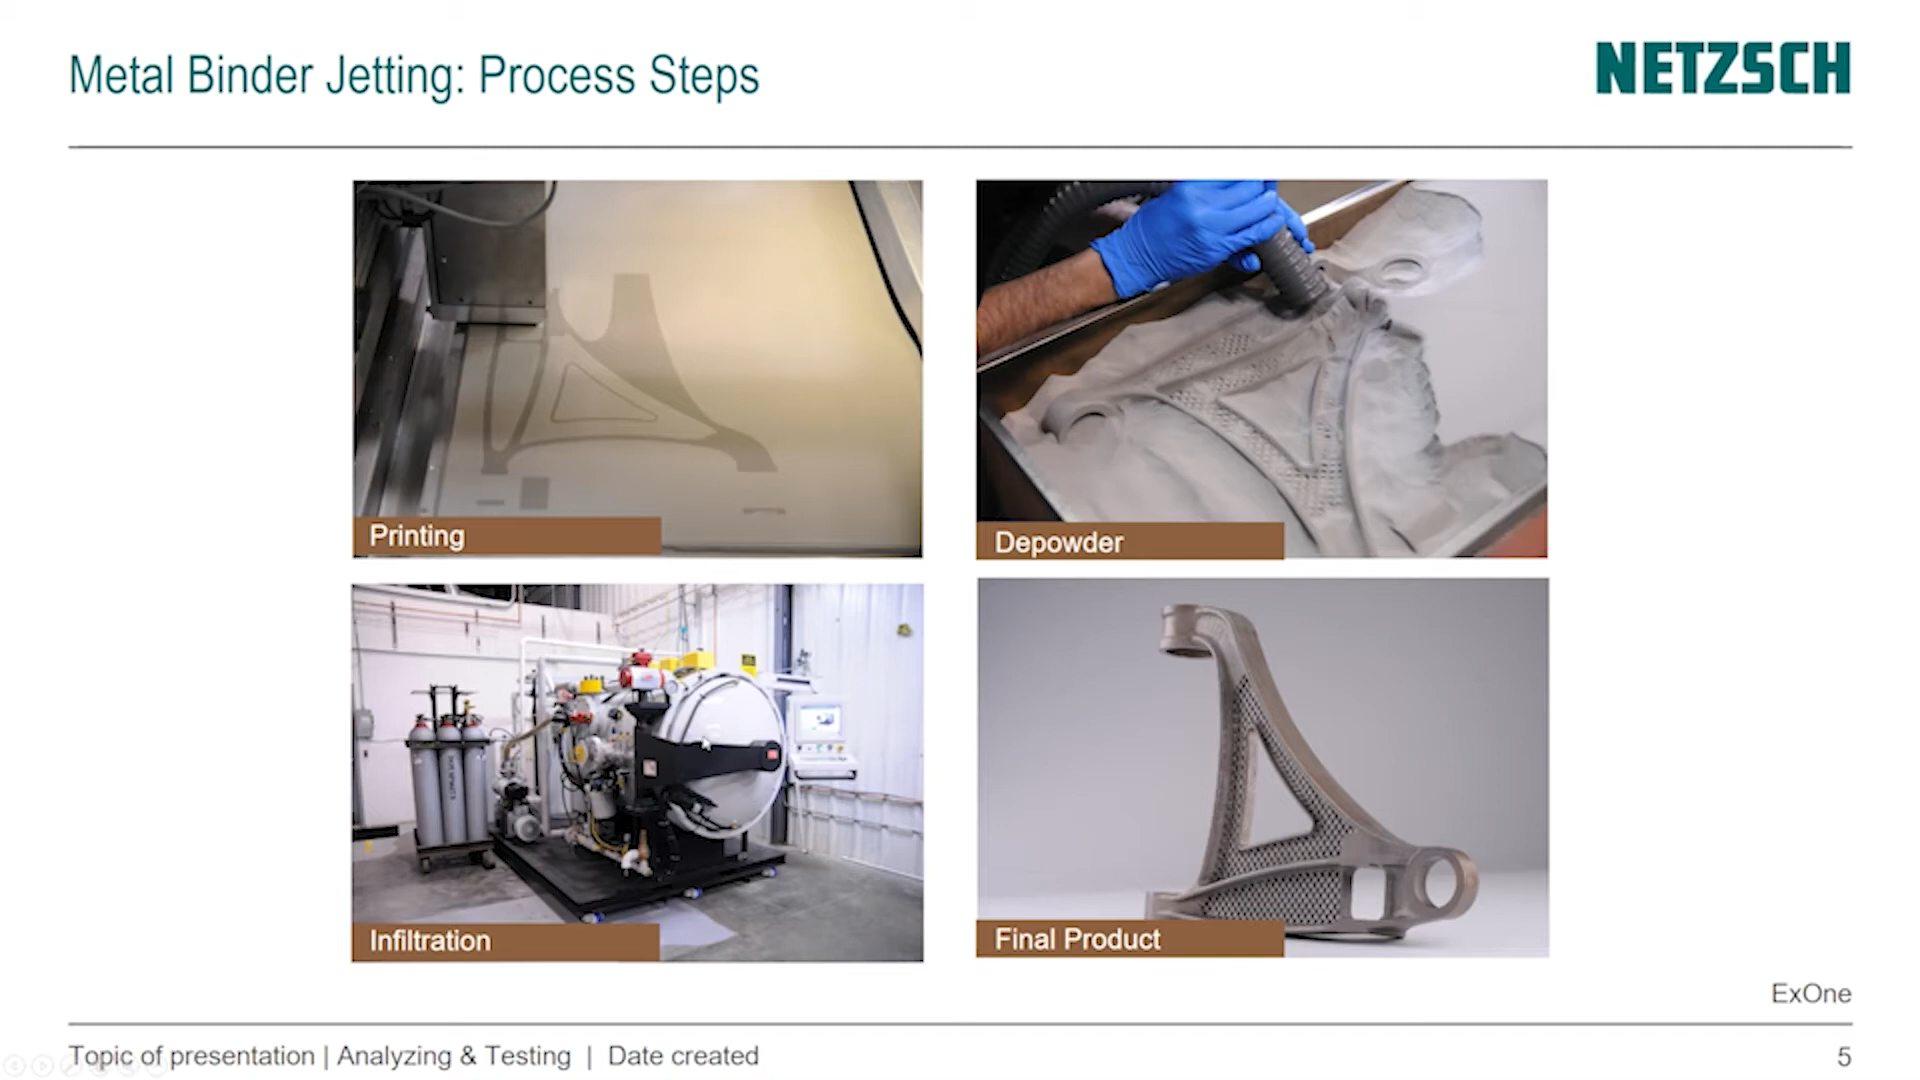 Metal Binder Jetting: Process Steps
NETZSCH
Printing
Depowder
Infiltration
Final Product
ExOne
Topic of presentation | Analyzing & Testing | Date created
5